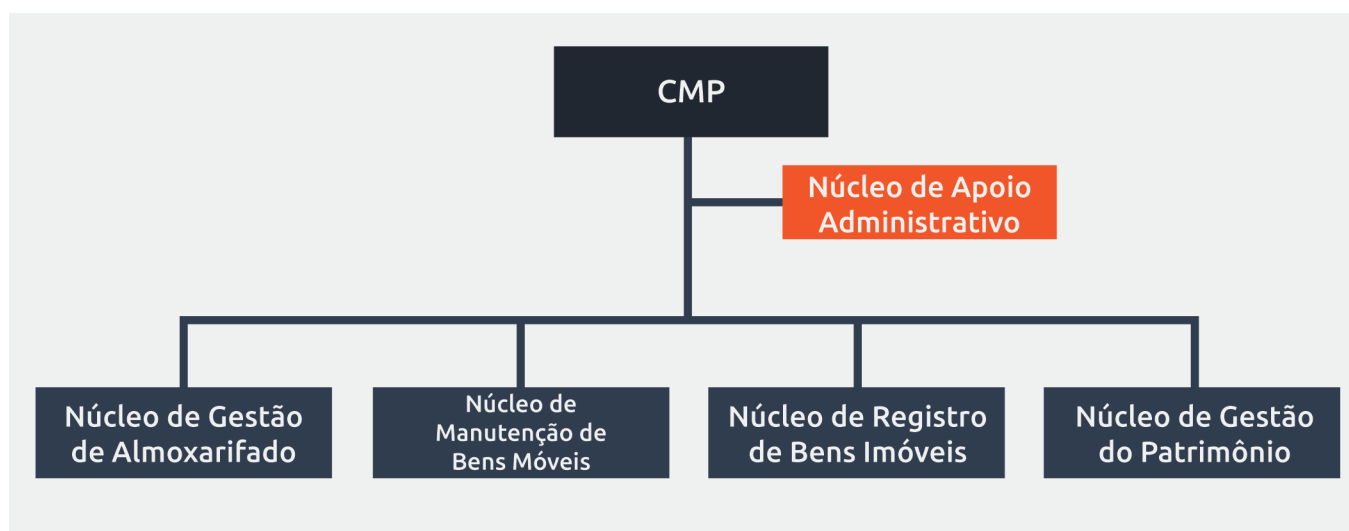 CMP
Núcleo de Apoio
Administrativo
Núcleo de Gestão
de Almoxarifado
Núcleo de
Manutenção de
Bens Móveis
Núcleo de Registro
de Bens Imóveis
Núcleo de Gestão
do Patrimônio